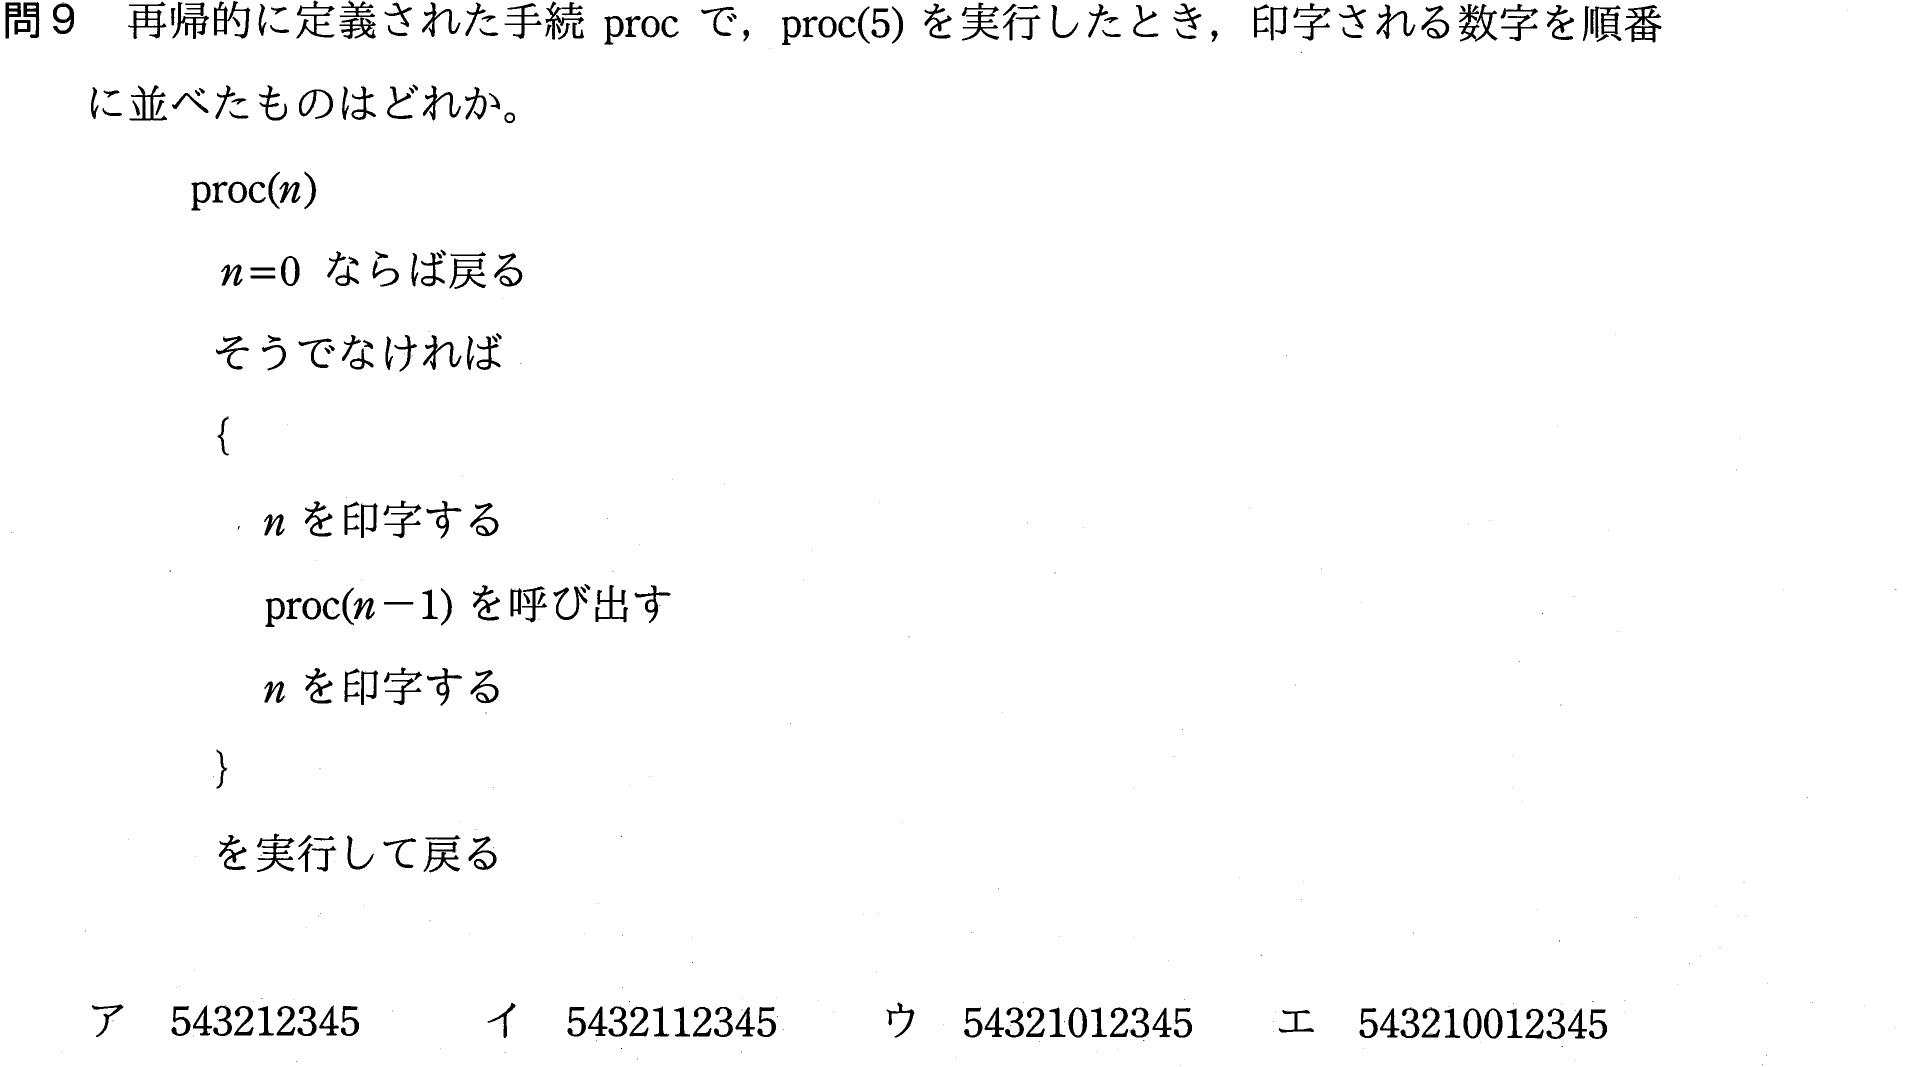 問9 再帰的に定義された手続 proc で，proc(5) を実行したとき，印字される数字を順番
に並べたものはどれか。
proc(n)
n=0 ならば戻る
そうでなければ
{
n を印字する
proc(n－1) を呼び出す
n を印字する
}
を実行して戻る
ア 543212345 イ 5432112345 ウ 54321012345 エ 543210012345